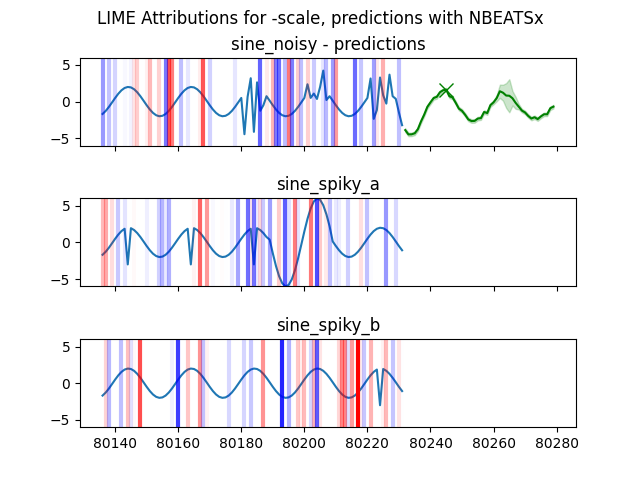 LIME Attributions for -scale, predictions with NBEATSx
sine_noisy - predictions
5
0
−5
sine_spiky_a
5
0
−5
sine_spiky_b
5
0
−5
80140 80160 80180 80200 80220 80240 80260 80280